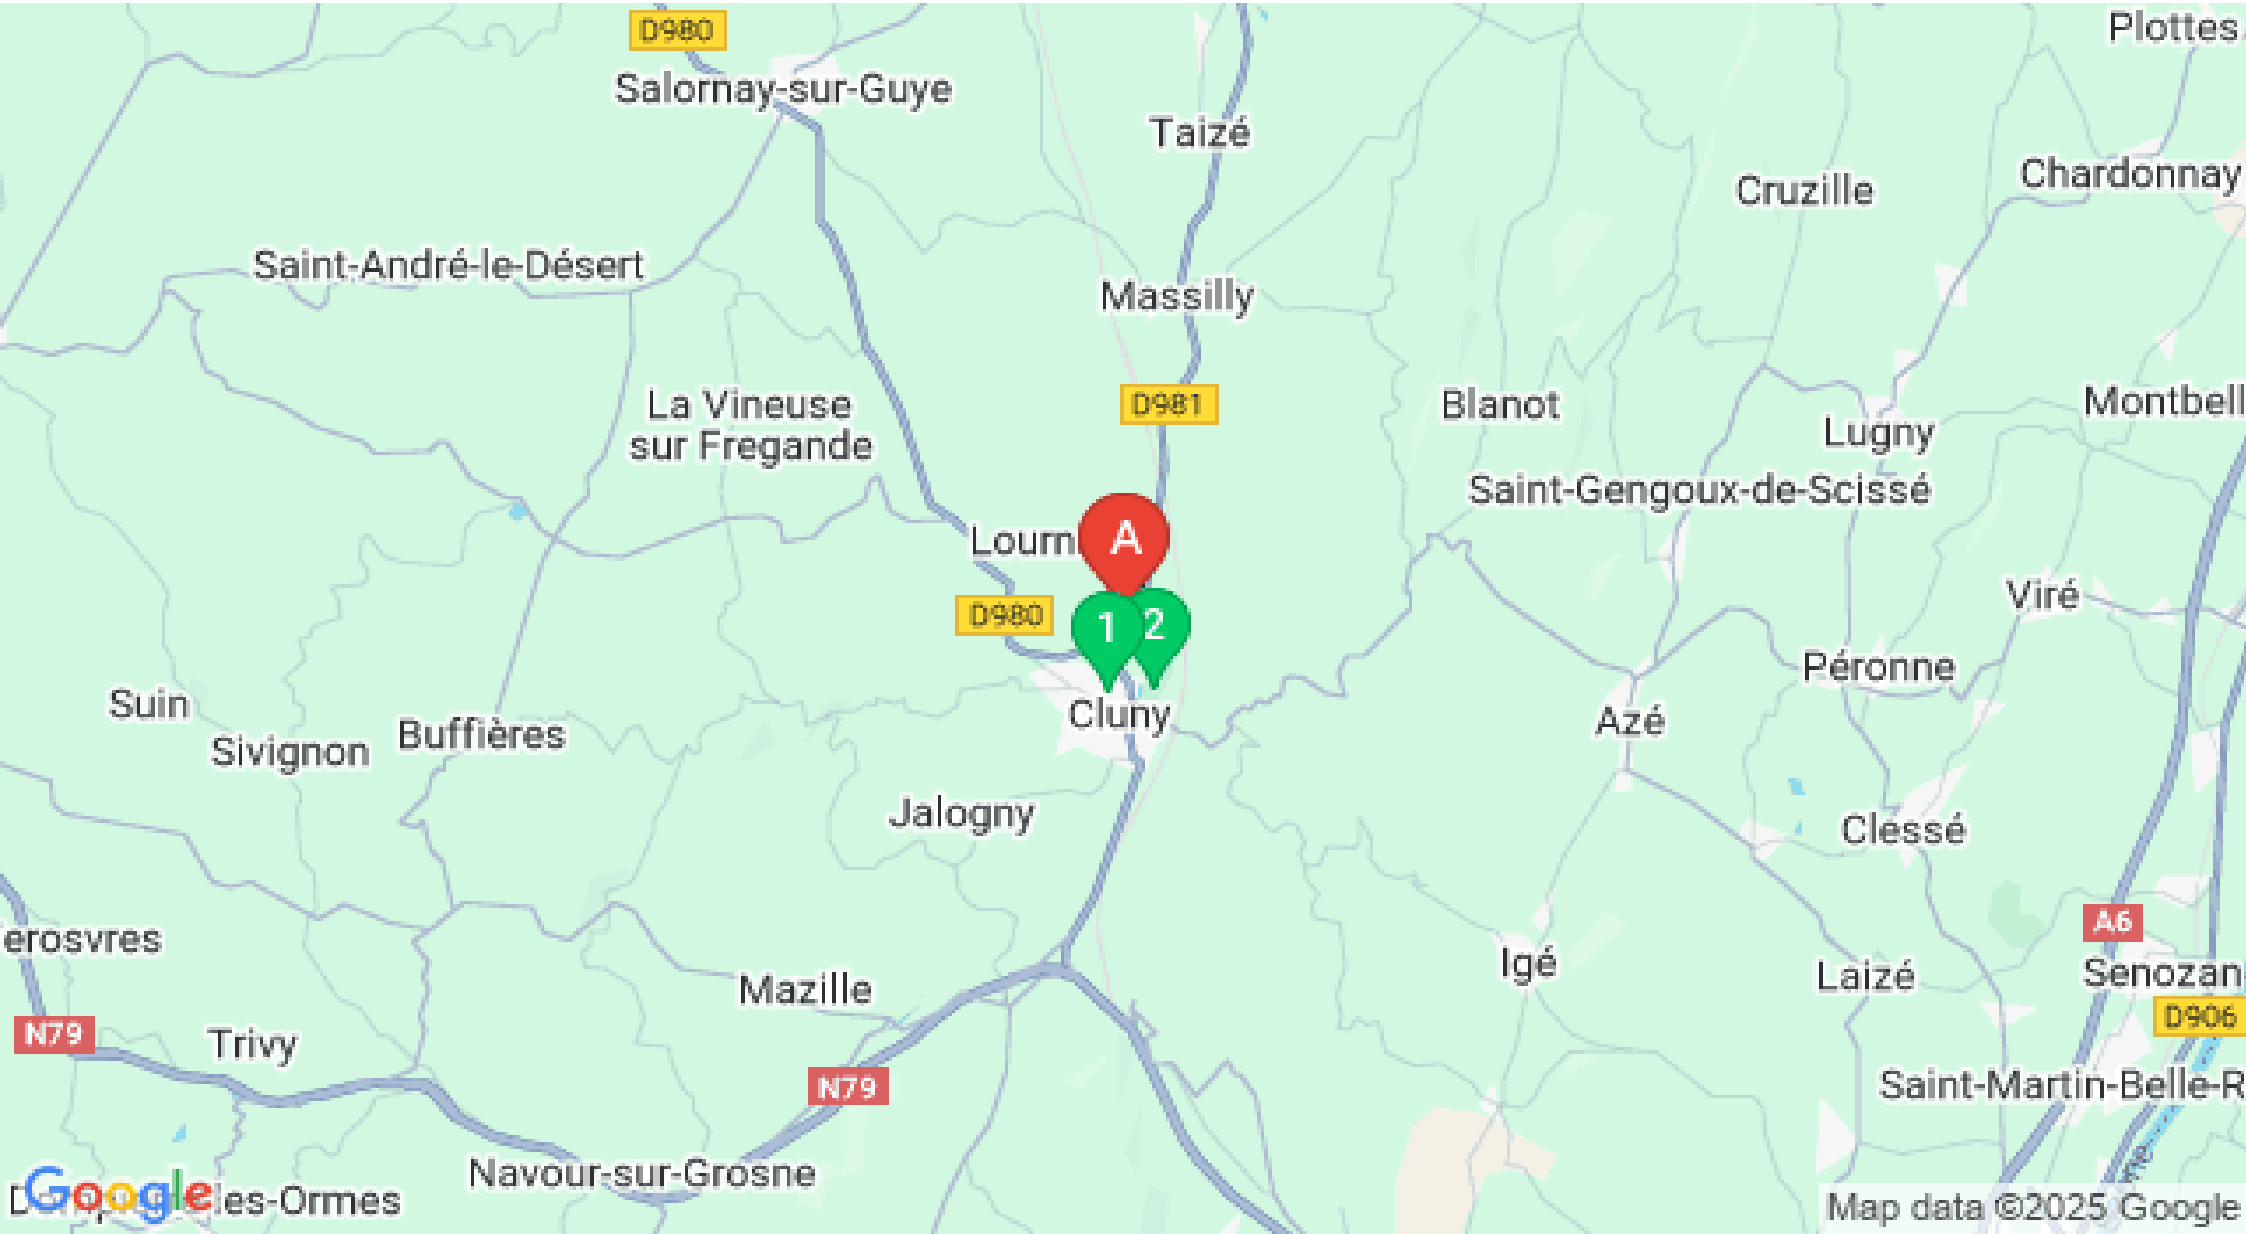 D980
Plottes
Salornay-sur-Guye
Taizé
Chardonnay
Cruzille
Saint-André-le-Désert
Massilly
La Vineuse
sur Fregande
D981
Blanot
Montbell
Lugny
Saint-Gengoux-de-Scissé
Lourn
A
D980
1
2
Viré
Péronne
Suin
Sivignon
Buffières
Cluny
Azé
Jalogny
Clessé
erosvres
A6
Mazille
Igé
Laizé
Senozan
D906
N79
Trivy
N79
Saint-Martin-Belle-R
Navour-sur-Grosne
Google
les-Ormes
Map data ©2025 Google